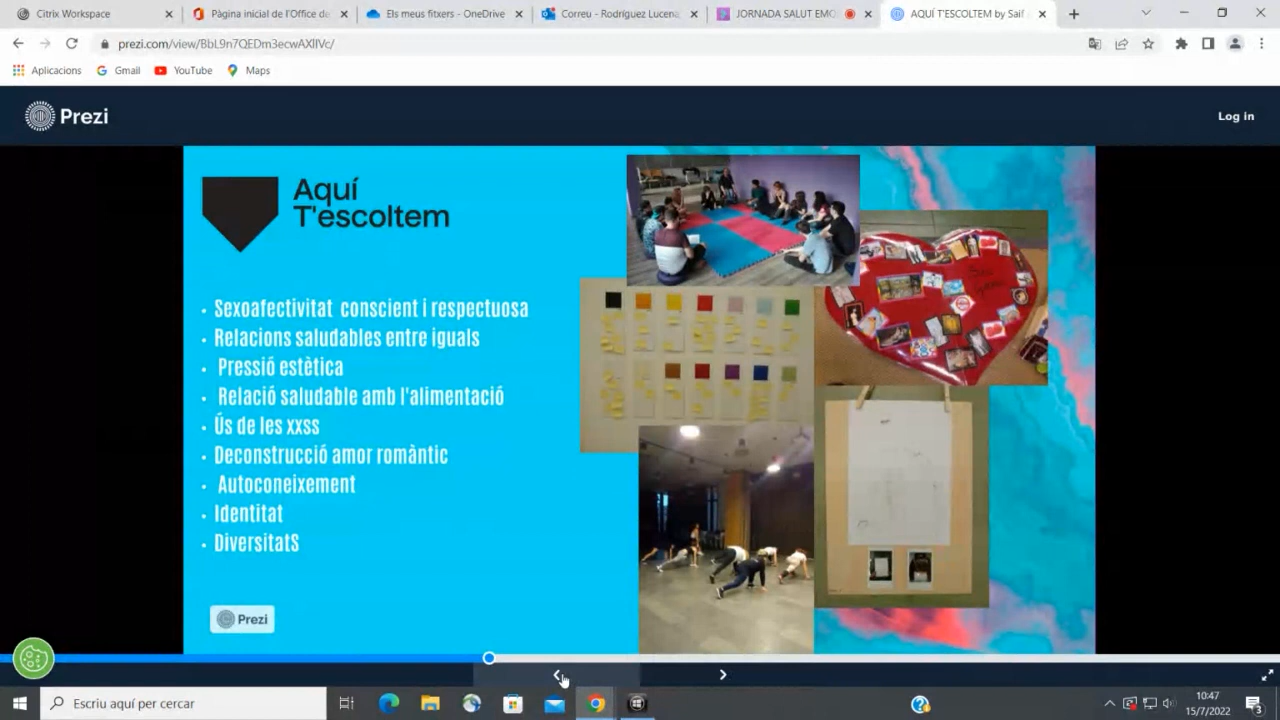 Citrix Workspace
Pàgina inicial de l'Office de
Els meus fitxers - OneDrive
Correu - Rodríguez Lucena
JORNADA SALUT EMO
AQUÍ T'ESCOLTEM by Saif
prezi.com/view/BbL9n7QEDm3ecwAXlIVc/
Aplicacions
Gmail
YouTube
Maps
Prezi
Log in
Aquí
T'escoltem
• Sexoafectivitat conscient i respectuosa
• Relacions saludables entre iguals
• Pressió estètica
• Relació saludable amb l'alimentació
• Ús de les xxss
• Deconstrucció amor romàntic
• Autoconeixement
• Identitat
• DiversitatS
Prezi
Escriu aquí per cercar
10:47
15/7/2022
3